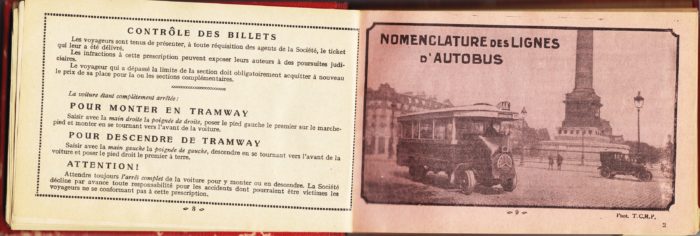 CONTRÔLE DES BILLETS
Les voyageurs sont tenus de présenter, à toute réquisition des agents de la Société, le ticket
qui leur a été délivré.
Les infractions à cette prescription peuvent exposer leurs auteurs à des poursuites judi-
ciaires.
Le voyageur qui a dépassé la limite de la section doit obligatoirement acquitter à nouveau
le prix de sa place pour la ou les sections complémentaires.
La voiture étant complètement arrêtée :
POUR MONTER EN TRAMWAY
Saisir avec la main droite la poignée de droite, poser le pied gauche le premier sur le marche-
pied et monter en se tournant vers l'avant de la voiture.
POUR DESCENDRE DE TRAMWAY
Saisir avec la main gauche la poignée de gauche, descendre en se tournant vers l'avant de la
voiture et poser le pied droit le premier à terre.
ATTENTION!
Attendre toujours l'arrêt complet de la voiture pour y monter ou en descendre. La Société
décline par avance toute responsabilité pour les accidents dont pourraient être victimes les
voyageurs ne se conformant pas à cette prescription.
8
NOMENCLATURE DES LIGNES
D'AUTOBUS
9
Phot. T.C.R.P.
2